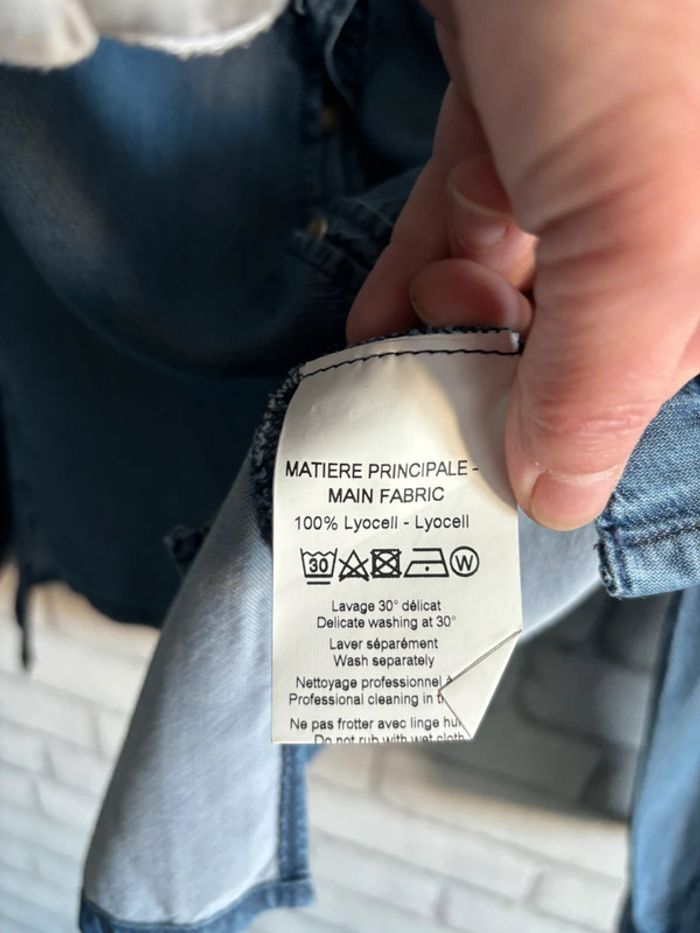 MATIERE PRINCIPALE -
MAIN FABRIC
100% Lyocell - Lyocell
30 W
Lavage 30° délicat
Delicate washing at 30°
Laver séparément
Wash separately
Nettoyage professionnel
Professional cleaning in
Ne pas frotter avec linge
Do not rub with wet cloth